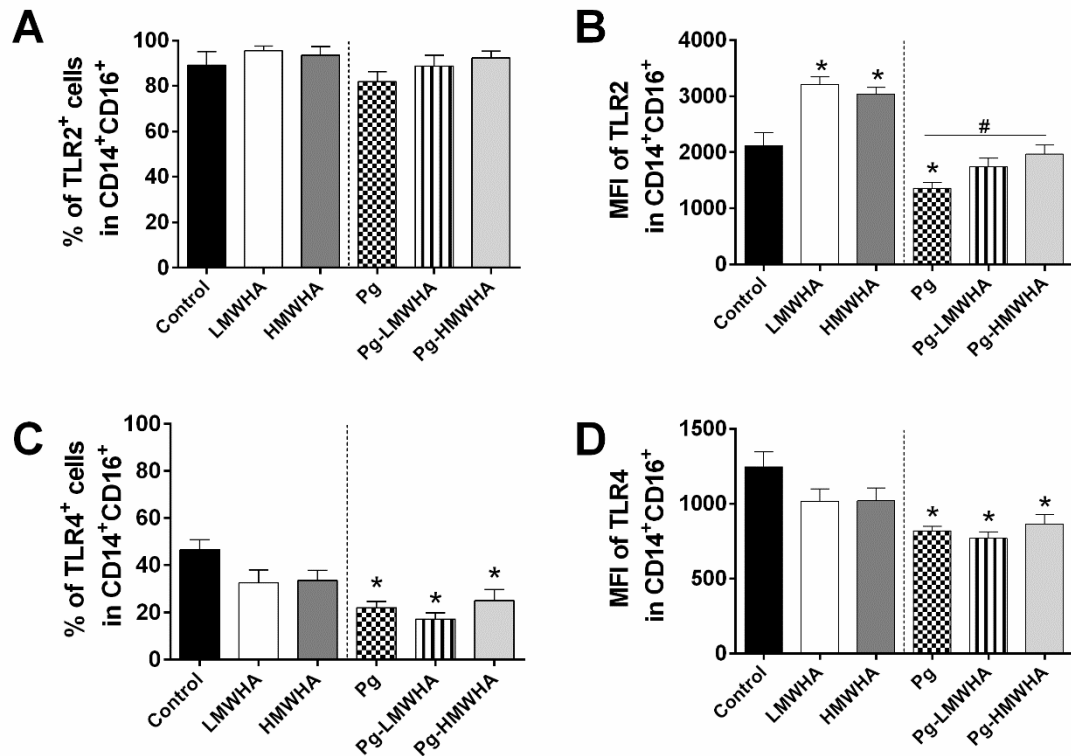 A
% of TLR2⁺ cells
in CD14⁺CD16⁺
100
80
60
40
20
0
Control
LMWHA
HMWHA
Pg
Pg-LMWHA
Pg-HMWHA
B
MFI of TLR2
in CD14⁺CD16⁺
4000
3000
2000
1000
0
*
*
*
#
Control
LMWHA
HMWHA
Pg
Pg-LMWHA
Pg-HMWHA
C
% of TLR4⁺ cells
in CD14⁺CD16⁺
100
80
60
40
20
0
*
*
*
Control
LMWHA
HMWHA
Pg
Pg-LMWHA
Pg-HMWHA
D
MFI of TLR4
in CD14⁺CD16⁺
1500
1000
500
0
*
*
*
Control
LMWHA
HMWHA
Pg
Pg-LMWHA
Pg-HMWHA